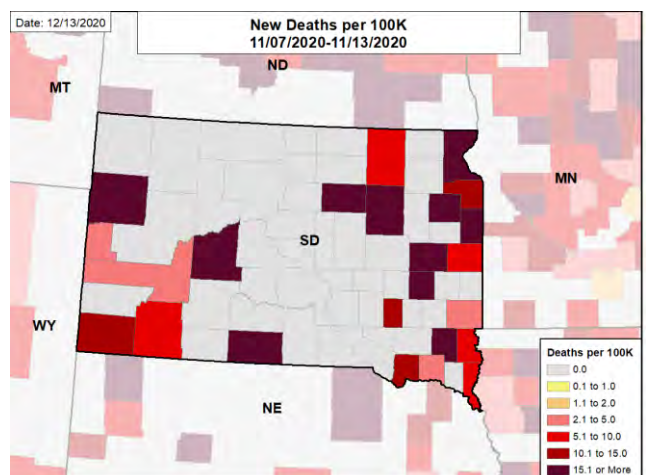 Date: 12/13/2020
New Deaths per 100K
11/07/2020-11/13/2020
ND
MT
MN
SD
WY
NE
Deaths per 100K
0.0
0.1 to 1.0
1.1 to 2.0
2.1 to 5.0
5.1 to 10.0
10.1 to 15.0
15.1 or More